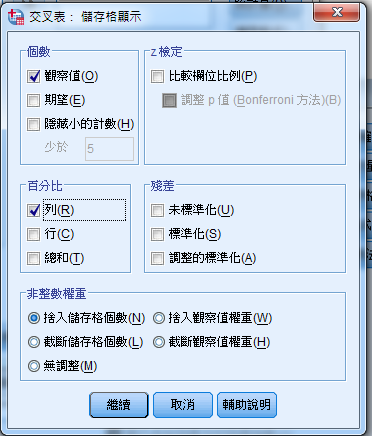 交叉表： 儲存格顯示
個數
觀察值(O)
期望(E)
隱藏小的計數(H)
少於 5
z 檢定
比較欄位比例(P)
調整 p 值 (Bonferroni 方法)(B)
百分比
列(R)
行(C)
總和(T)
殘差
未標準化(U)
標準化(S)
調整的標準化(A)
非整數權重
捨入儲存格個數(N) 捨入觀察值權重(W)
截斷儲存格個數(L) 截斷觀察值權重(H)
無調整(M)
繼續 取消 輔助說明